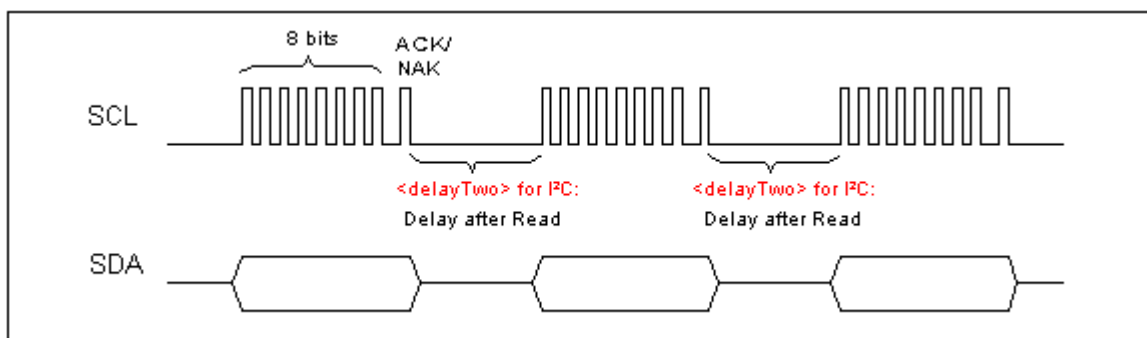 8 bits
ACK/
NAK
SCL
<delayTwo> for I²C:
Delay after Read
<delayTwo> for I²C:
Delay after Read
SDA